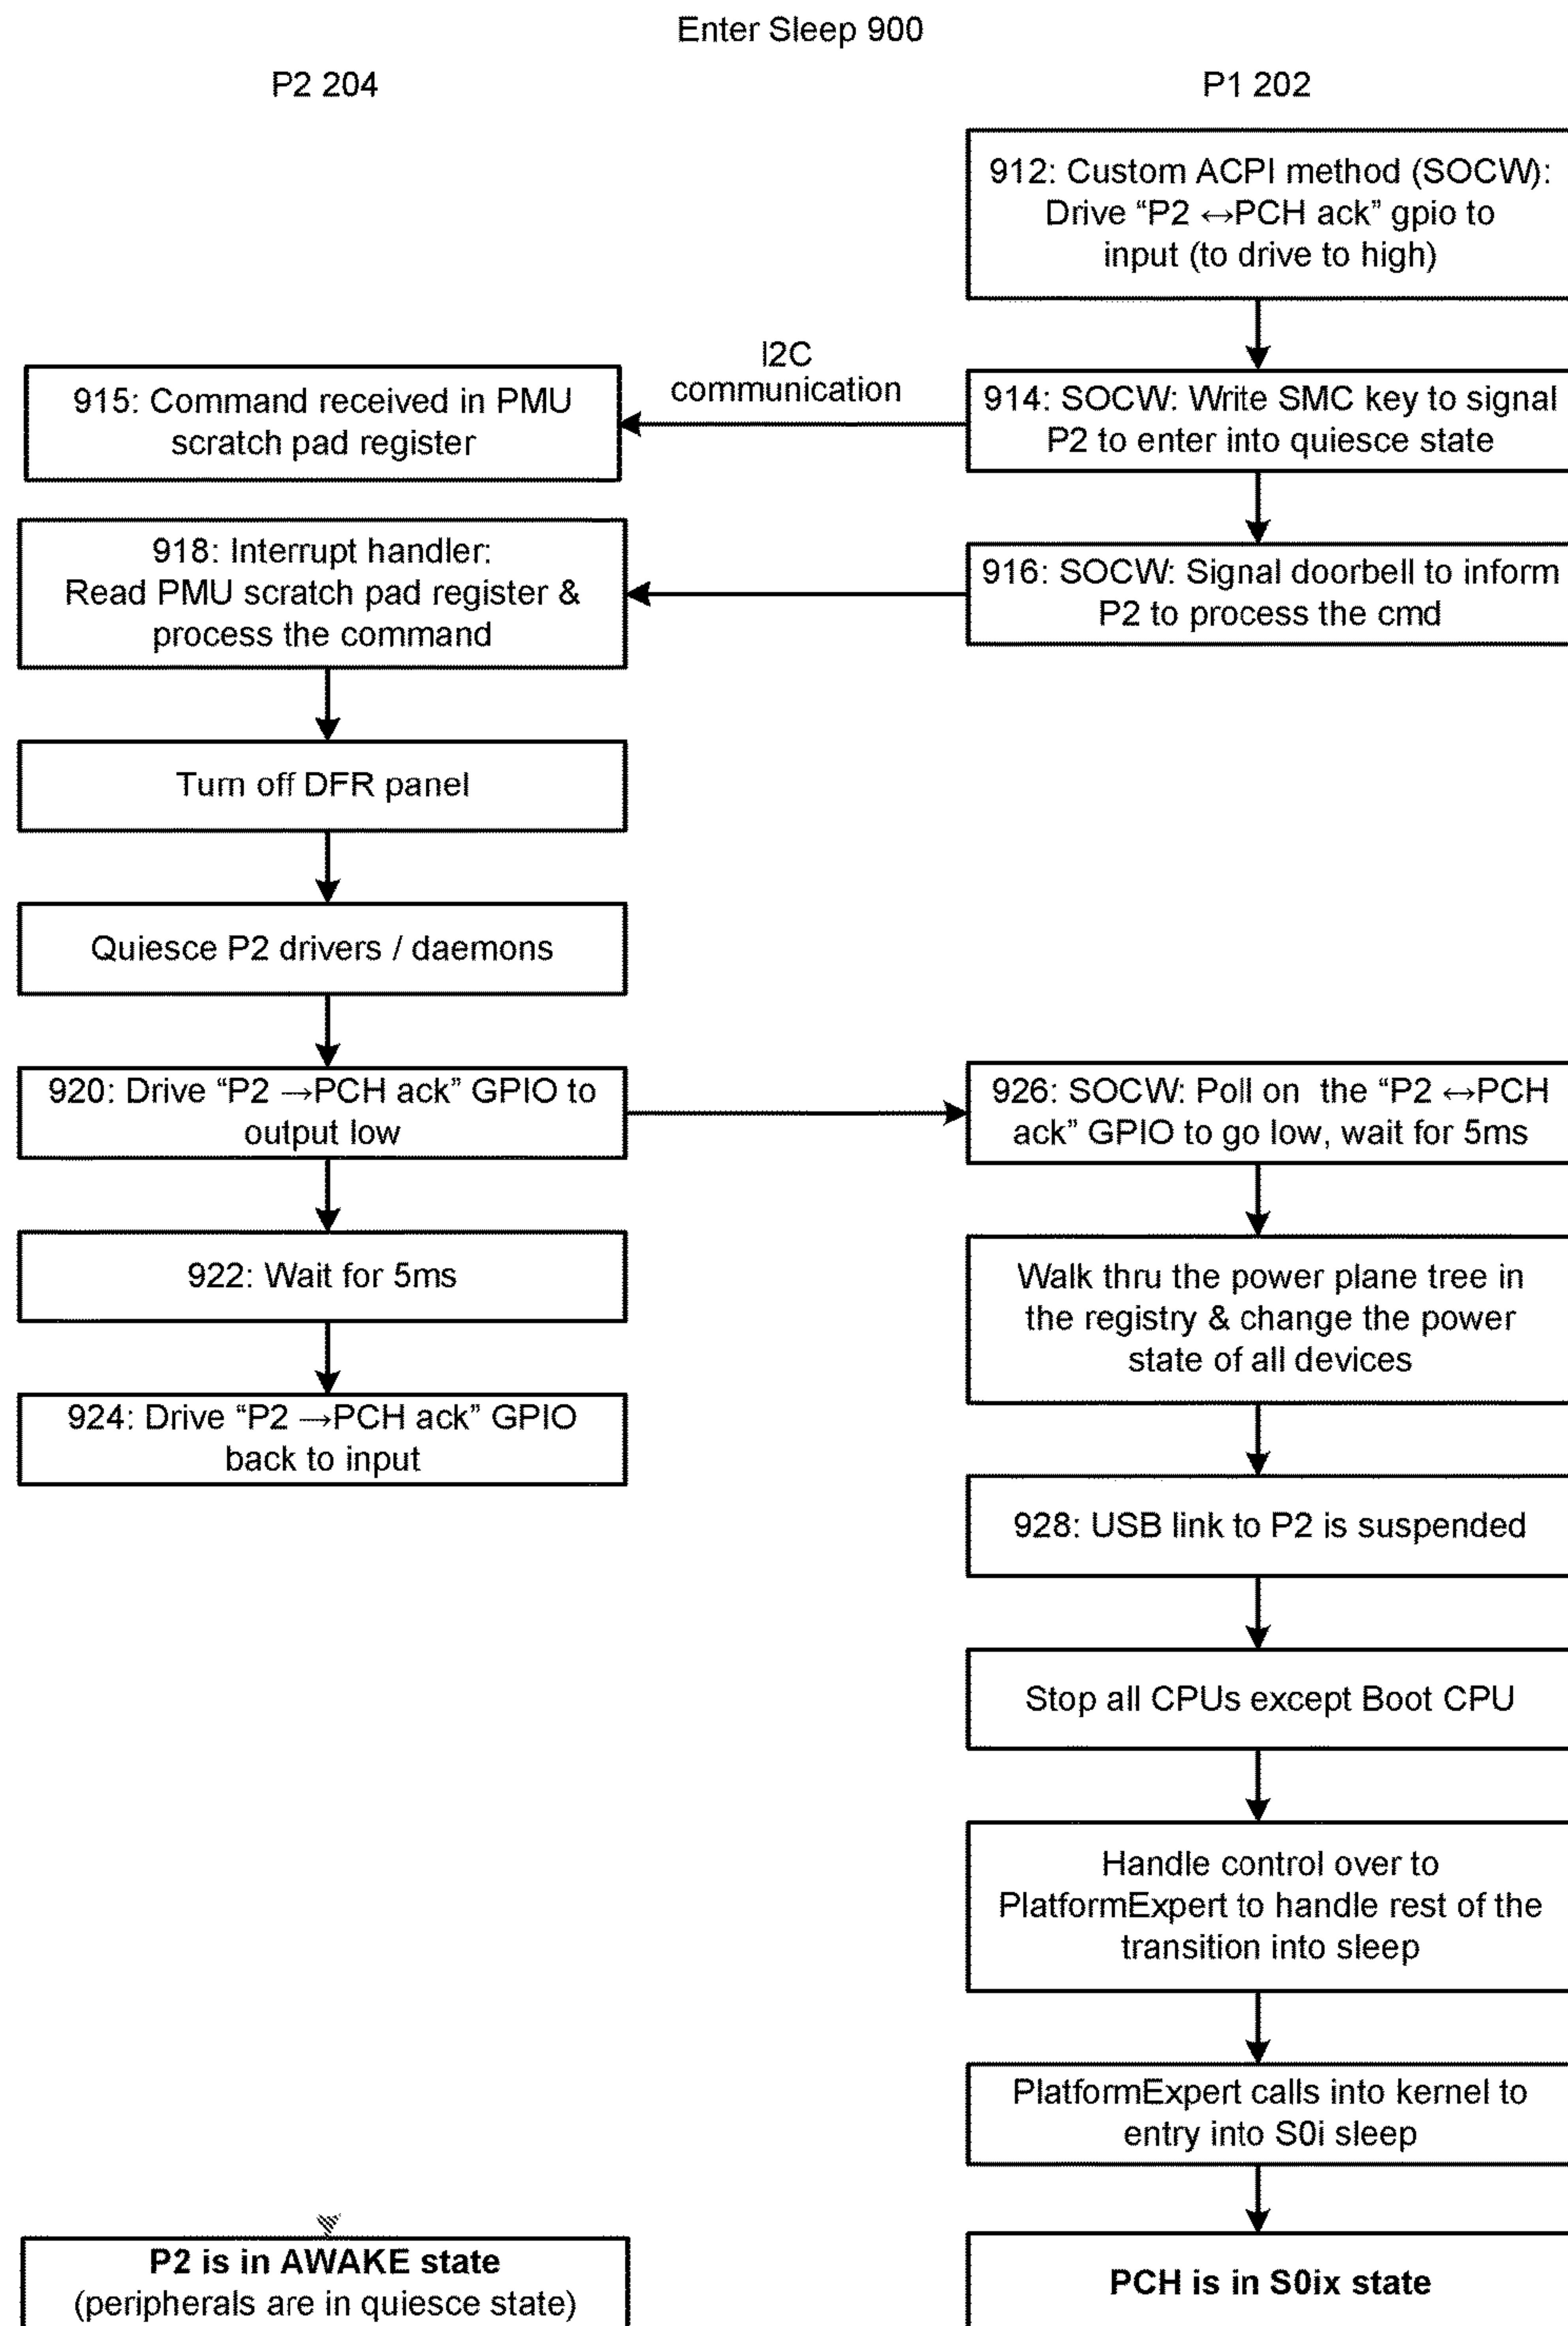 Enter Sleep 900
P2 204
P1 202
912: Custom ACPI method (SOCW):
Drive “P2 ↔PCH ack” gpio to
input (to drive to high)
I2C
communication
915: Command received in PMU
scratch pad register
914: SOCW: Write SMC key to signal
P2 to enter into quiesce state
918: Interrupt handler:
Read PMU scratch pad register &
process the command
916: SOCW: Signal doorbell to inform
P2 to process the cmd
Turn off DFR panel
Quiesce P2 drivers / daemons
920: Drive “P2 →PCH ack” GPIO to
output low
926: SOCW: Poll on the “P2 ↔PCH
ack” GPIO to go low, wait for 5ms
922: Wait for 5ms
Walk thru the power plane tree in
the registry & change the power
state of all devices
924: Drive “P2 →PCH ack” GPIO
back to input
928: USB link to P2 is suspended
Stop all CPUs except Boot CPU
Handle control over to
PlatformExpert to handle rest of the
transition into sleep
PlatformExpert calls into kernel to
entry into S0i sleep
P2 is in AWAKE state
(peripherals are in quiesce state)
PCH is in S0ix state